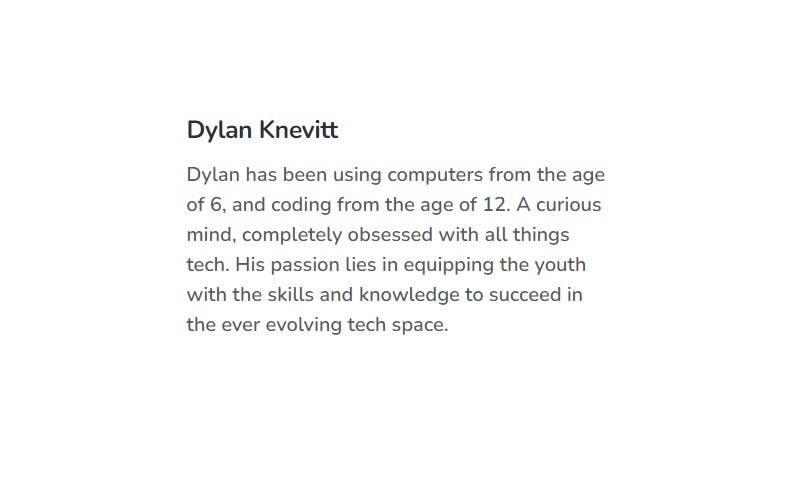 Dylan Knevitt
Dylan has been using computers from the age
of 6, and coding from the age of 12. A curious
mind, completely obsessed with all things
tech. His passion lies in equipping the youth
with the skills and knowledge to succeed in
the ever evolving tech space.